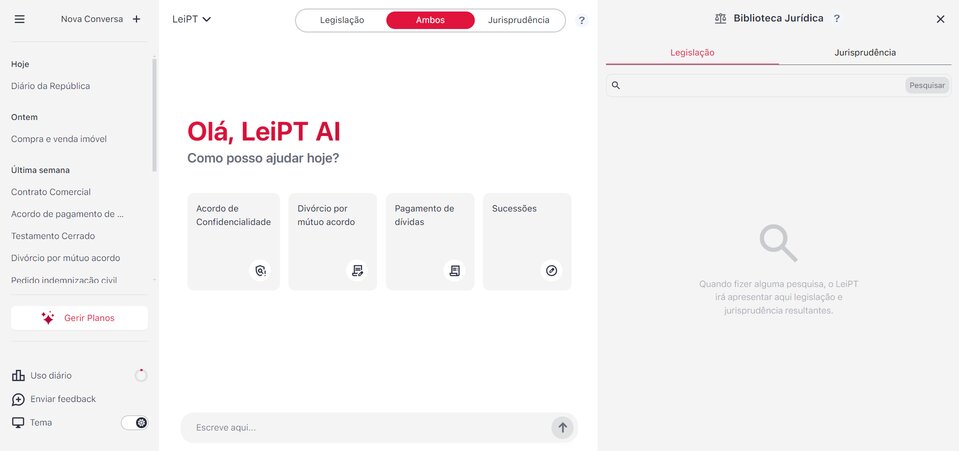 Nova Conversa +
Hoje
Diário da República
Ontem
Compra e venda imóvel
Última semana
Contrato Comercial
Acordo de pagamento de ...
Testamento Cerrado
Divórcio por mútuo acordo
Pedido indemnização civil
Gerir Planos
Uso diário
Enviar feedback
Tema
LeiPT
Legislação
Ambos
Jurisprudência
?
Olá, LeiPT AI
Como posso ajudar hoje?
Acordo de
Confidencialidade
Divórcio por
mútuo acordo
Pagamento de
dívidas
Sucessões
Escreve aqui...
Biblioteca Jurídica ?
Legislação
Jurisprudência
Pesquisar
Quando fizer alguma pesquisa, o LeiPT
irá apresentar aqui legislação e
jurisprudência resultantes.